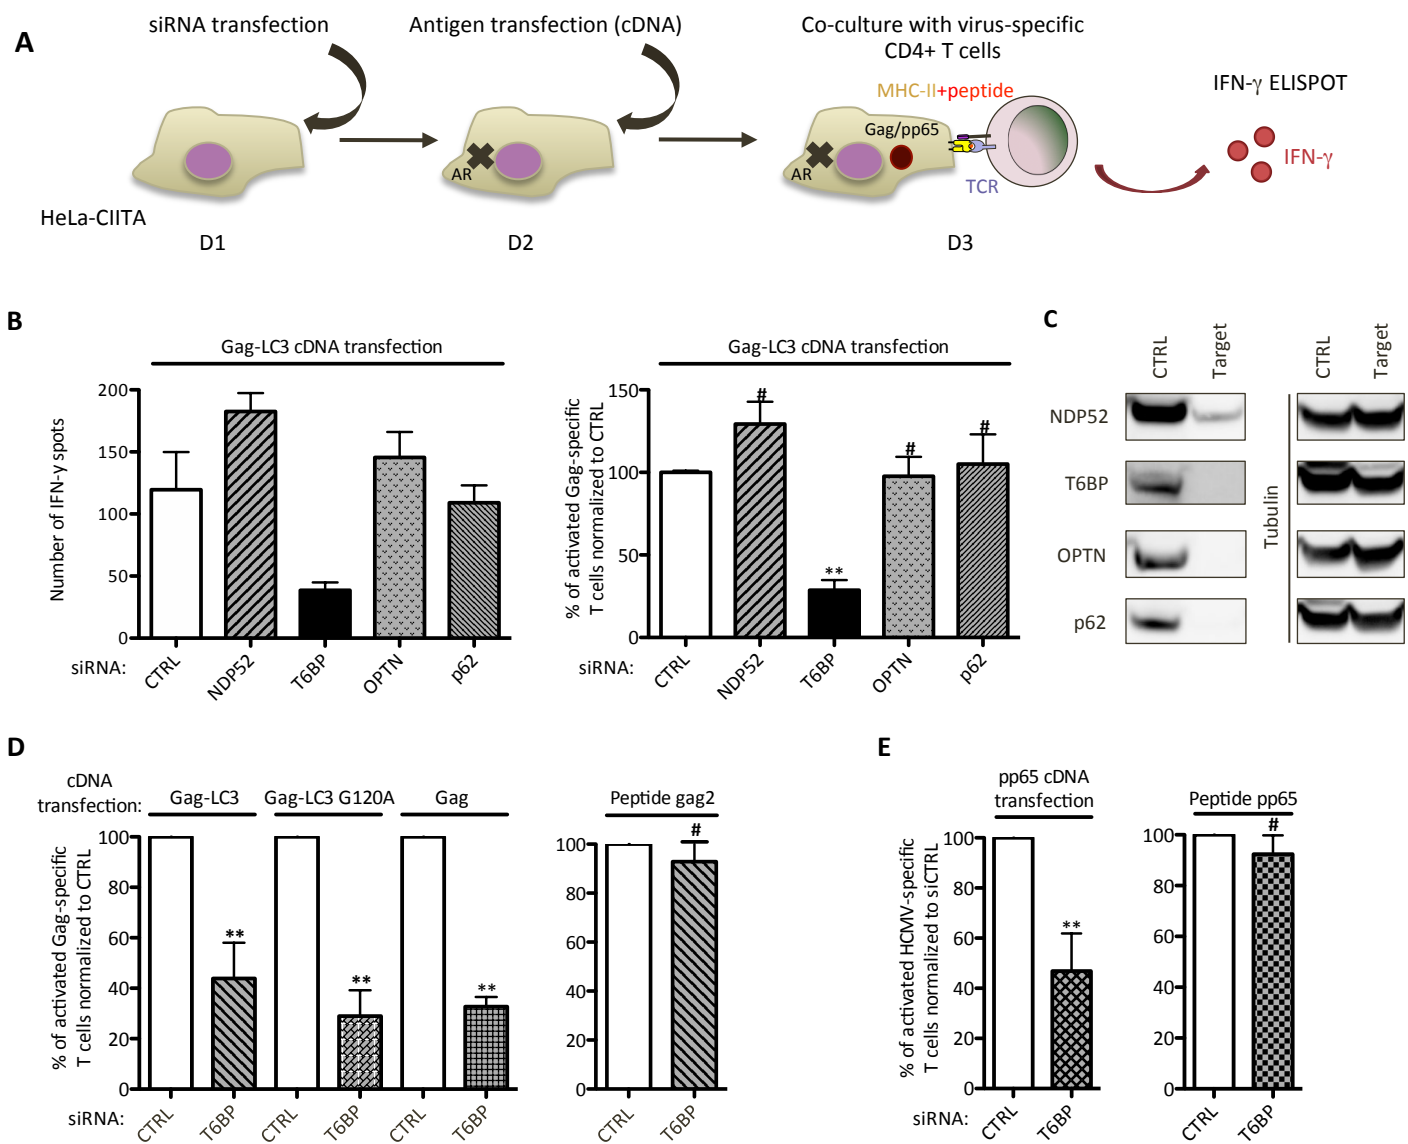 A
siRNA transfection
Antigen transfection (cDNA)
Co-culture with virus-specific
CD4+ T cells
MHC-II+peptide
IFN-γ ELISPOT
Gag/pp65
AR
AR
TCR
IFN-γ
HeLa-CIITA
D1
D2
D3
B
Gag-LC3 cDNA transfection
Number of IFN-γ spots
200
150
100
50
0
siRNA:
CTRL
NDP52
T6BP
OPTN
p62
Gag-LC3 cDNA transfection
% of activated Gag-specific
T cells normalized to CTRL
150
100
50
0
#
**
#
#
siRNA:
CTRL
NDP52
T6BP
OPTN
p62
C
CTRL
Target
CTRL
Target
NDP52
T6BP
OPTN
p62
Tubulin
D
cDNA
transfection:
Gag-LC3
Gag-LC3 G120A
Gag
% of activated Gag-specific
T cells normalized to CTRL
100
80
60
40
20
0
**
**
**
siRNA:
CTRL
T6BP
CTRL
T6BP
CTRL
T6BP
Peptide gag2
100
80
60
40
20
0
#
CTRL
T6BP
E
pp65 cDNA
transfection
% of activated HCMV-specific
T cells normalized to siCTRL
100
80
60
40
20
0
**
siRNA:
CTRL
T6BP
Peptide pp65
100
80
60
40
20
0
#
CTRL
T6BP